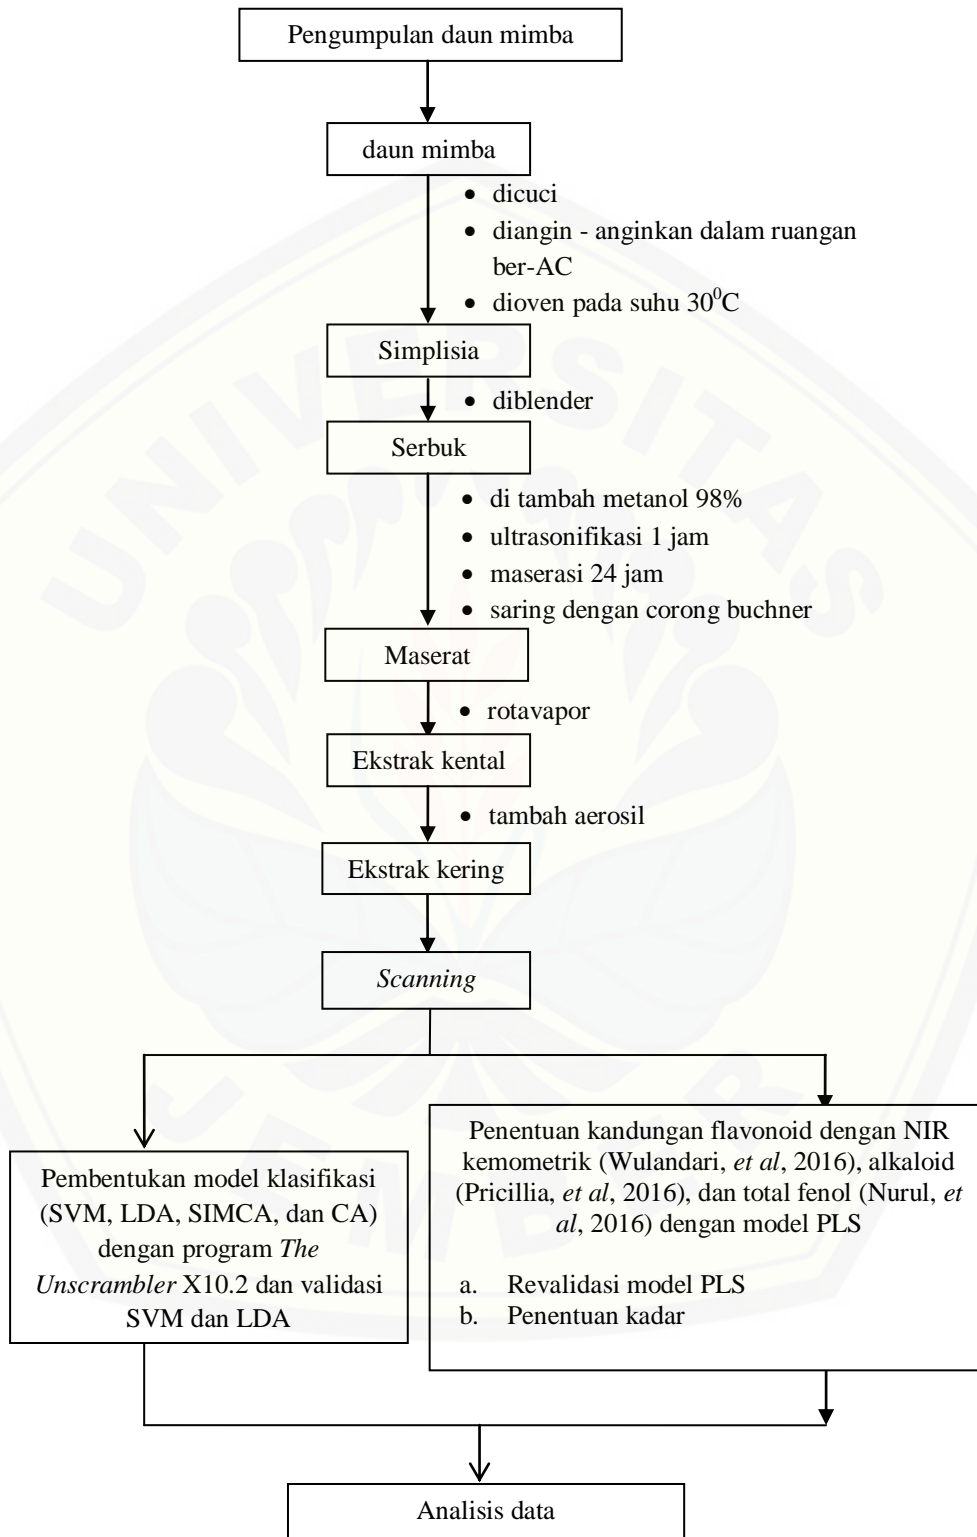 Pengumpulan daun mimba
daun mimba
• dicuci
• diangin - anginkan dalam ruangan
ber-AC
• dioven pada suhu 30⁰C
Simplisia
• diblender
Serbuk
• di tambah metanol 98%
• ultrasonifikasi 1 jam
• maserasi 24 jam
• saring dengan corong buchner
Maserat
• rotavapor
Ekstrak kental
• tambah aerosil
Ekstrak kering
Scanning
Pembentukan model klasifikasi
(SVM, LDA, SIMCA, dan CA)
dengan program The
Unscrambler X10.2 dan validasi
SVM dan LDA
Penentuan kandungan flavonoid dengan NIR
kemometrik (Wulandari, et al, 2016), alkaloid
(Pricillia, et al, 2016), dan total fenol (Nurul, et
al, 2016) dengan model PLS
a. Revalidasi model PLS
b. Penentuan kadar
Analisis data
UNIVERSITAS
JEMBER